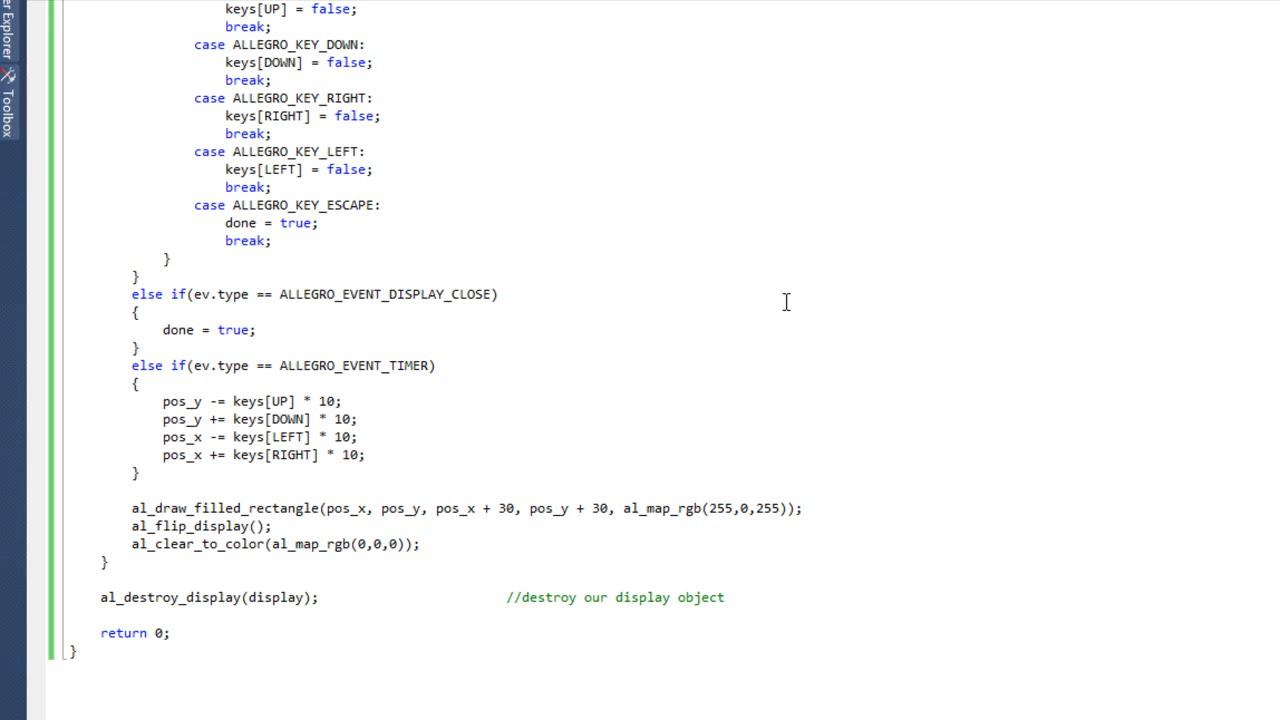 er Explorer
Toolbox
keys[UP] = false;
break;
case ALLEGRO_KEY_DOWN:
keys[DOWN] = false;
break;
case ALLEGRO_KEY_RIGHT:
keys[RIGHT] = false;
break;
case ALLEGRO_KEY_LEFT:
keys[LEFT] = false;
break;
case ALLEGRO_KEY_ESCAPE:
done = true;
break;
}
}
else if(ev.type == ALLEGRO_EVENT_DISPLAY_CLOSE)
{
done = true;
}
else if(ev.type == ALLEGRO_EVENT_TIMER)
{
pos_y -= keys[UP] * 10;
pos_y += keys[DOWN] * 10;
pos_x -= keys[LEFT] * 10;
pos_x += keys[RIGHT] * 10;
}
al_draw_filled_rectangle(pos_x, pos_y, pos_x + 30, pos_y + 30, al_map_rgb(255,0,255));
al_flip_display();
al_clear_to_color(al_map_rgb(0,0,0));
}
al_destroy_display(display); //destroy our display object
return 0;
}